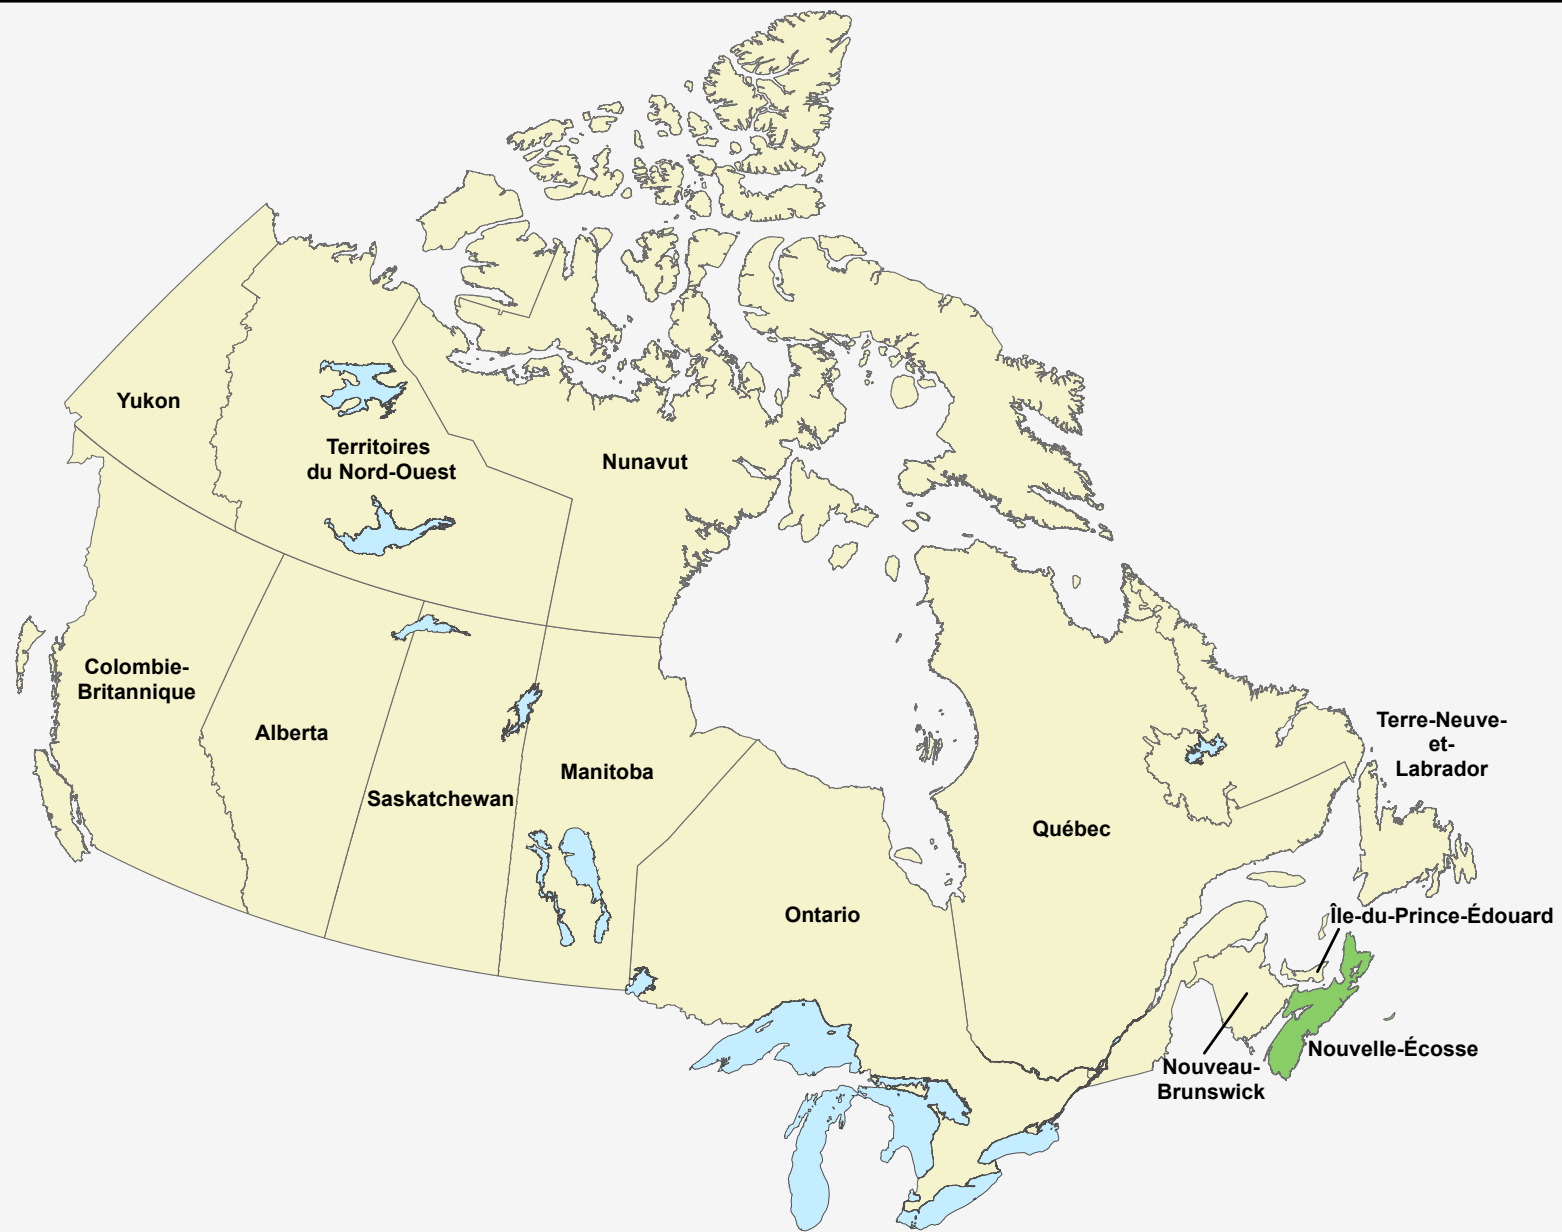 Yukon
Territoires
du Nord-Ouest
Nunavut
Colombie-
Britannique
Alberta
Saskatchewan
Manitoba
Ontario
Québec
Terre-Neuve-
et-
Labrador
Île-du-Prince-Édouard
Nouvelle-Écosse
Nouveau-
Brunswick